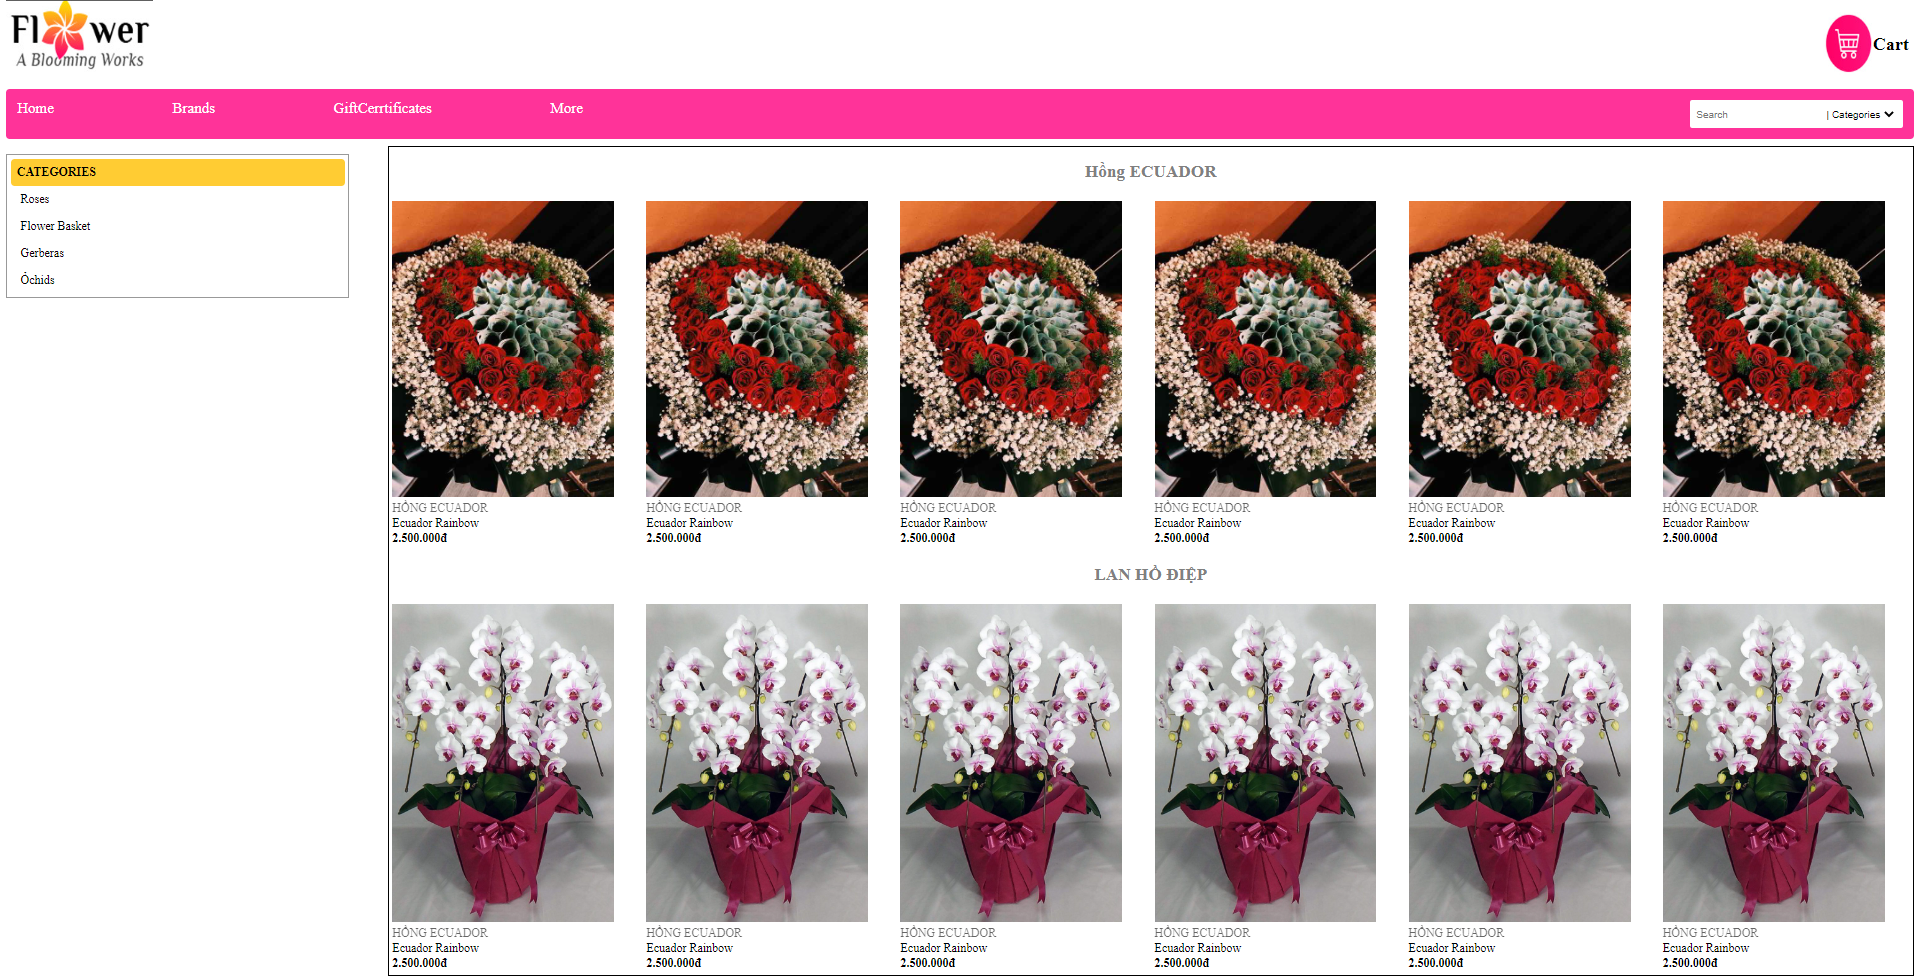 Flower
A Blooming Works
Cart
Home Brands GiftCerrtificates More Search | Categories
CATEGORIES
Roses
Flower Basket
Gerberas
Ỏchids
Hồng ECUADOR
HỒNG ECUADOR HỒNG ECUADOR HỒNG ECUADOR HỒNG ECUADOR HỒNG ECUADOR HỒNG ECUADOR
Ecuador Rainbow Ecuador Rainbow Ecuador Rainbow Ecuador Rainbow Ecuador Rainbow Ecuador Rainbow
2.500.000đ 2.500.000đ 2.500.000đ 2.500.000đ 2.500.000đ 2.500.000đ
LAN HỒ ĐIỆP
HỒNG ECUADOR HỒNG ECUADOR HỒNG ECUADOR HỒNG ECUADOR HỒNG ECUADOR HỒNG ECUADOR
Ecuador Rainbow Ecuador Rainbow Ecuador Rainbow Ecuador Rainbow Ecuador Rainbow Ecuador Rainbow
2.500.000đ 2.500.000đ 2.500.000đ 2.500.000đ 2.500.000đ 2.500.000đ